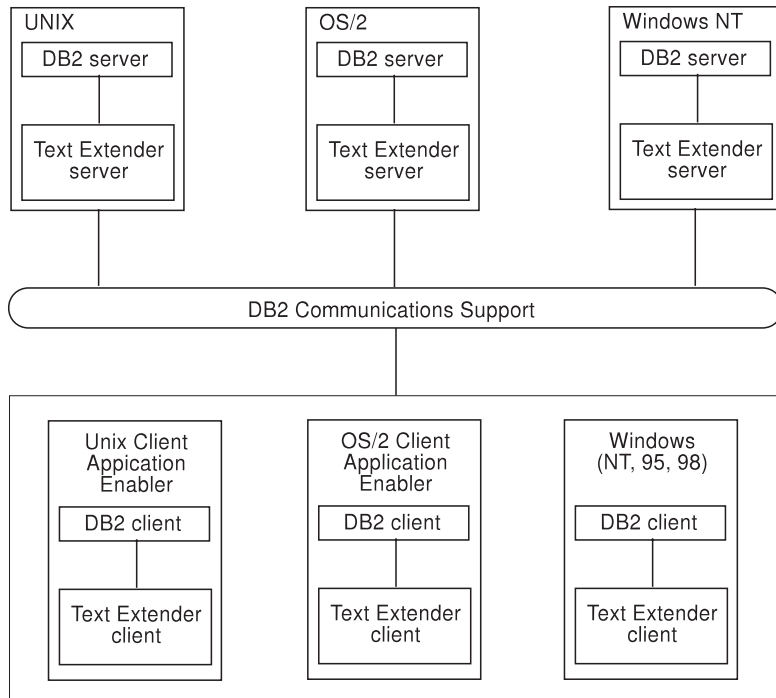 UNIX
DB2 server
Text Extender
server
OS/2
DB2 server
Text Extender
server
Windows NT
DB2 server
Text Extender
server
DB2 Communications Support
Unix Client
Appication
Enabler
DB2 client
Text Extender
client
OS/2 Client
Application
Enabler
DB2 client
Text Extender
client
Windows
(NT, 95, 98)
DB2 client
Text Extender
client